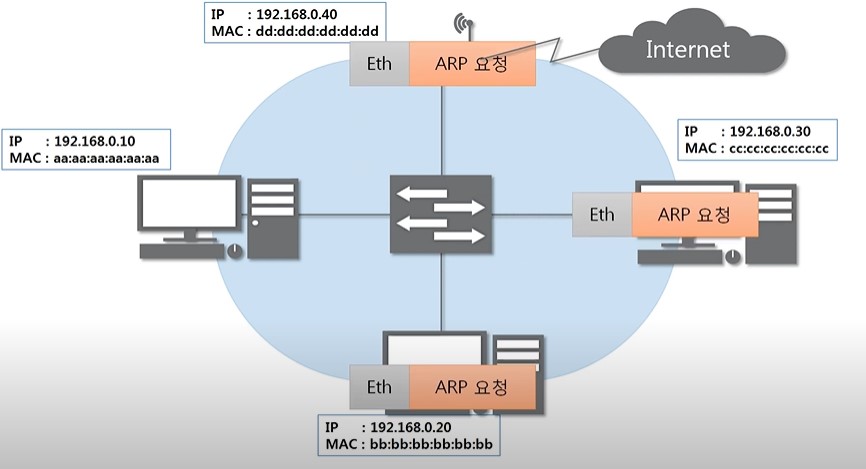 IP : 192.168.0.40
MAC : dd:dd:dd:dd:dd:dd
Eth ARP 요청
Internet
IP : 192.168.0.10
MAC : aa:aa:aa:aa:aa:aa
IP : 192.168.0.30
MAC : cc:cc:cc:cc:cc:cc
Eth ARP 요청
Eth ARP 요청
IP : 192.168.0.20
MAC : bb:bb:bb:bb:bb:bb